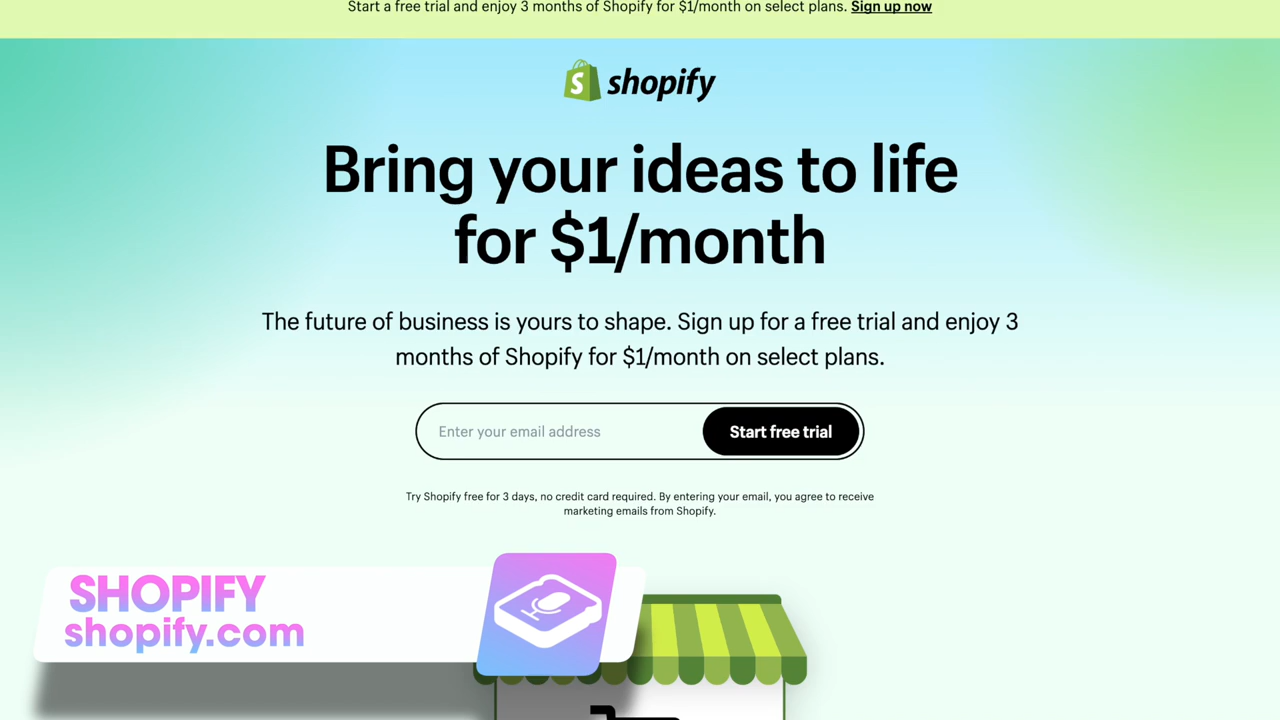 Start a free trial and enjoy 3 months of Shopify for $1/month on select plans. Sign up now
shopify
Bring your ideas to life
for $1/month
The future of business is yours to shape. Sign up for a free trial and enjoy 3
months of Shopify for $1/month on select plans.
Enter your email address
Start free trial
Try Shopify free for 3 days, no credit card required. By entering your email, you agree to receive
marketing emails from Shopify.
SHOPIFY
shopify.com